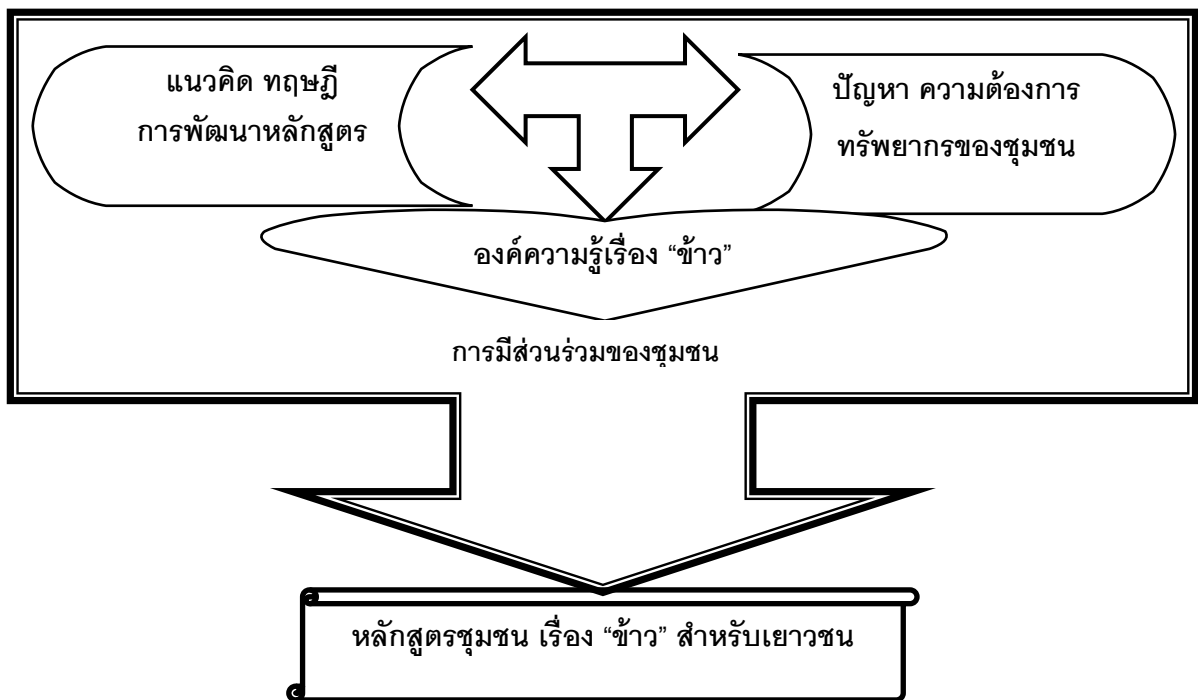 แนวคิด ทฤษฎี
การพัฒนาหลักสูตร
ปัญหา ความต้องการ
ทรัพยากรของชุมชน
องค์ความรู้เรื่อง “ข้าว”
การมีส่วนร่วมของชุมชน
หลักสูตรชุมชน เรื่อง “ข้าว” สำหรับเยาวชน